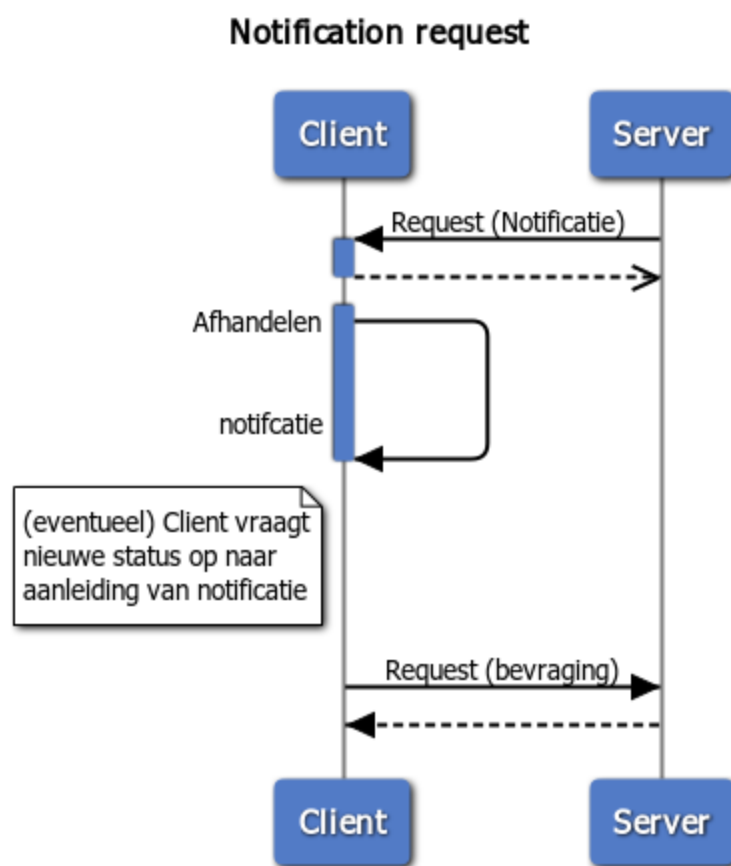 Notification request
Client
Server
Request (Notificatie)
Afhandelen
notifcatie
(eventueel) Client vraagt
nieuwe status op naar
aanleiding van notificatie
Request (bevraging)
Client
Server